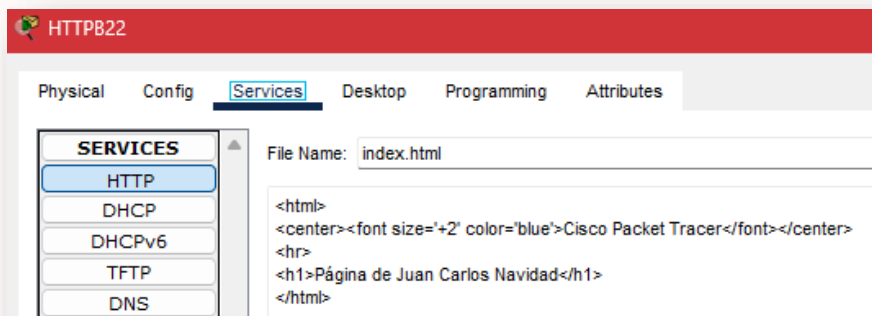 HTTPB22
Physical Config Services Desktop Programming Attributes
SERVICES
HTTP
DHCP
DHCPv6
TFTP
DNS
File Name: index.html
<html>
<center><font size='+2' color='blue'>Cisco Packet Tracer</font></center>
<hr>
<h1>Página de Juan Carlos Navidad</h1>
</html>